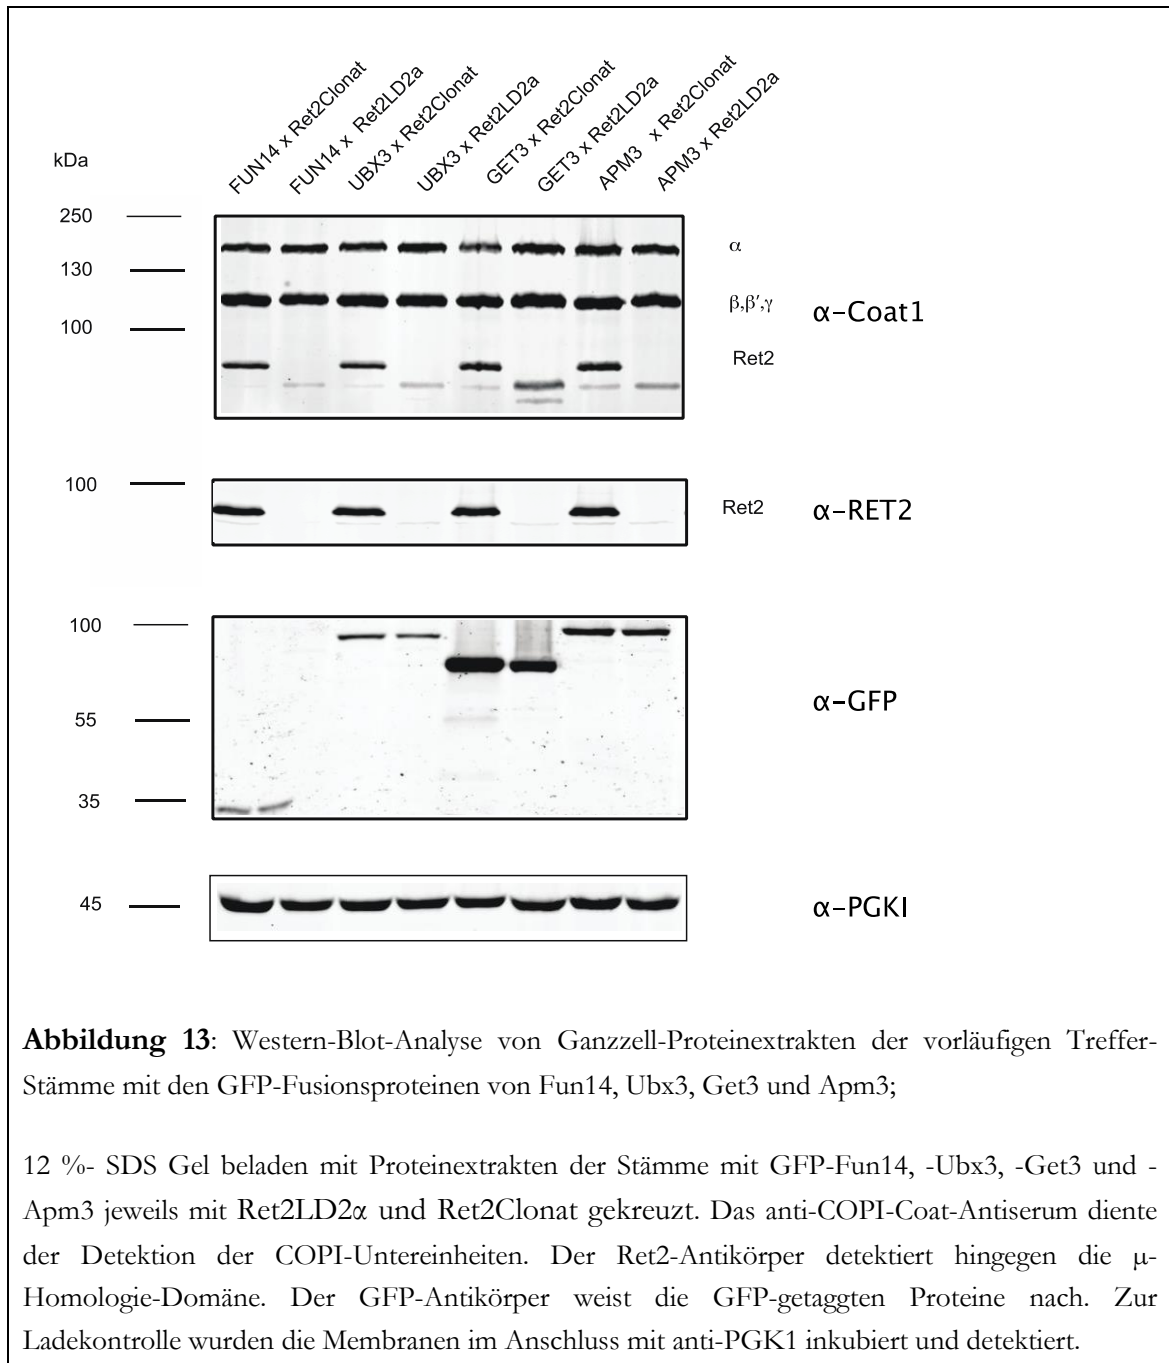 FUN14 x Ret2Clonat
FUN14 x Ret2LD2a
UBX3 x Ret2Clonat
UBX3 x Ret2LD2a
GET3 x Ret2Clonat
GET3 x Ret2LD2a
APM3 x Ret2Clonat
APM3 x Ret2LD2a
kDa
250
130
100
α
β,β',γ
Ret2
α-Coat1
100
Ret2
α-RET2
100
55
35
α-GFP
45
α-PGKI
Abbildung 13: Western-Blot-Analyse von Ganzzell-Proteinextrakten der vorläufigen Treffer-
Stämme mit den GFP-Fusionsproteinen von Fun14, Ubx3, Get3 und Apm3;
12 %- SDS Gel beladen mit Proteinextrakten der Stämme mit GFP-Fun14, -Ubx3, -Get3 und -
Apm3 jeweils mit Ret2LD2α und Ret2Clonat gekreuzt. Das anti-COPI-Coat-Antiserum diente
der Detektion der COPI-Untereinheiten. Der Ret2-Antikörper detektiert hingegen die μ-
Homologie-Domäne. Der GFP-Antikörper weist die GFP-getaggten Proteine nach. Zur
Ladekontrolle wurden die Membranen im Anschluss mit anti-PGK1 inkubiert und detektiert.